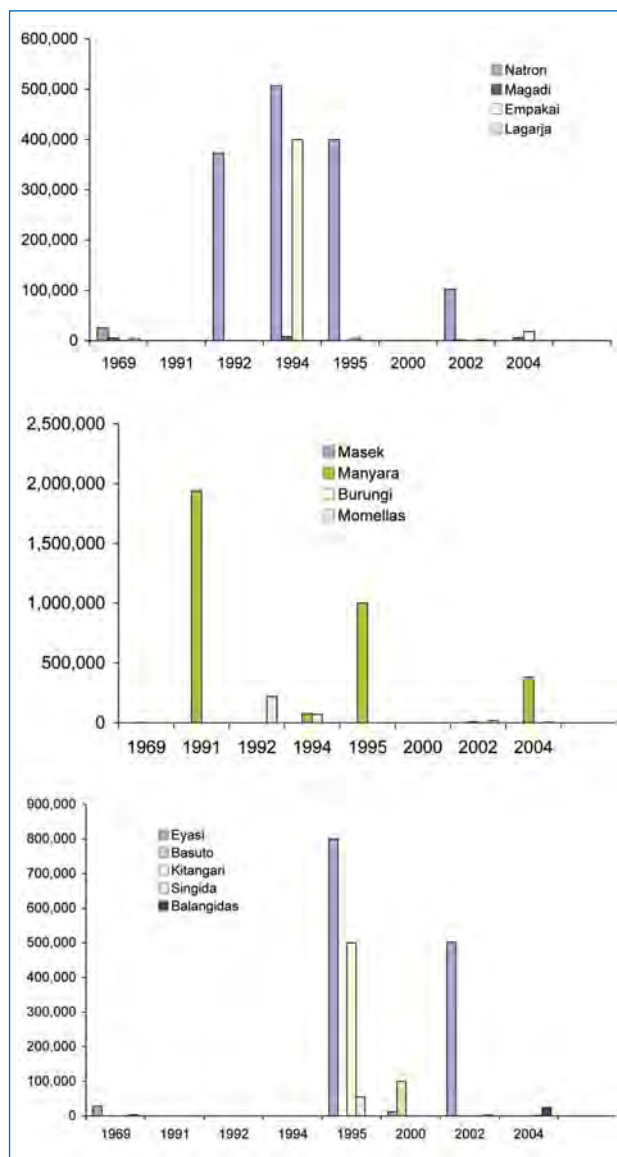 600,000
500,000
400,000
300,000
200,000
100,000
0
Natron
Magadi
Empakai
Lagarja
1969 1991 1992 1994 1995 2000 2002 2004
2,500,000
2,000,000
1,500,000
1,000,000
500,000
0
Masek
Manyara
Burungi
Momellas
1969 1991 1992 1994 1995 2000 2002 2004
900,000
800,000
700,000
600,000
500,000
400,000
300,000
200,000
100,000
0
Eyasi
Basuto
Kitangari
Singida
Balangidas
1969 1991 1992 1994 1995 2000 2002 2004